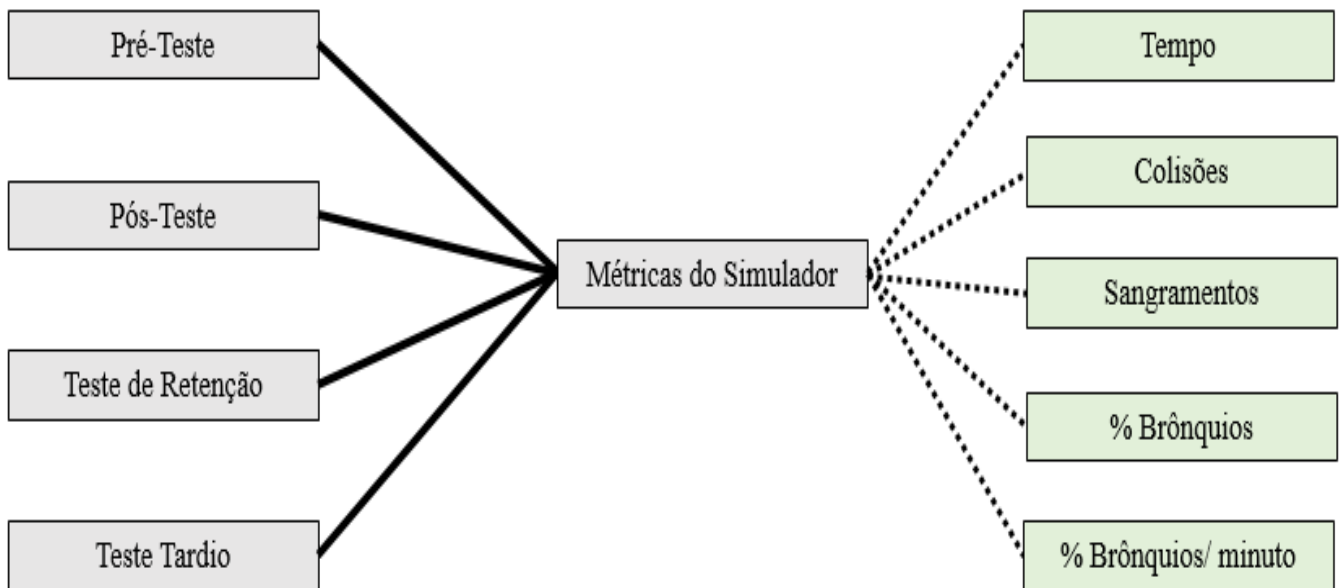 Pré-Teste
Pós-Teste
Teste de Retenção
Teste Tardio
Métricas do Simulador
Tempo
Colisões
Sangramentos
% Brônquios
% Brônquios/ minuto